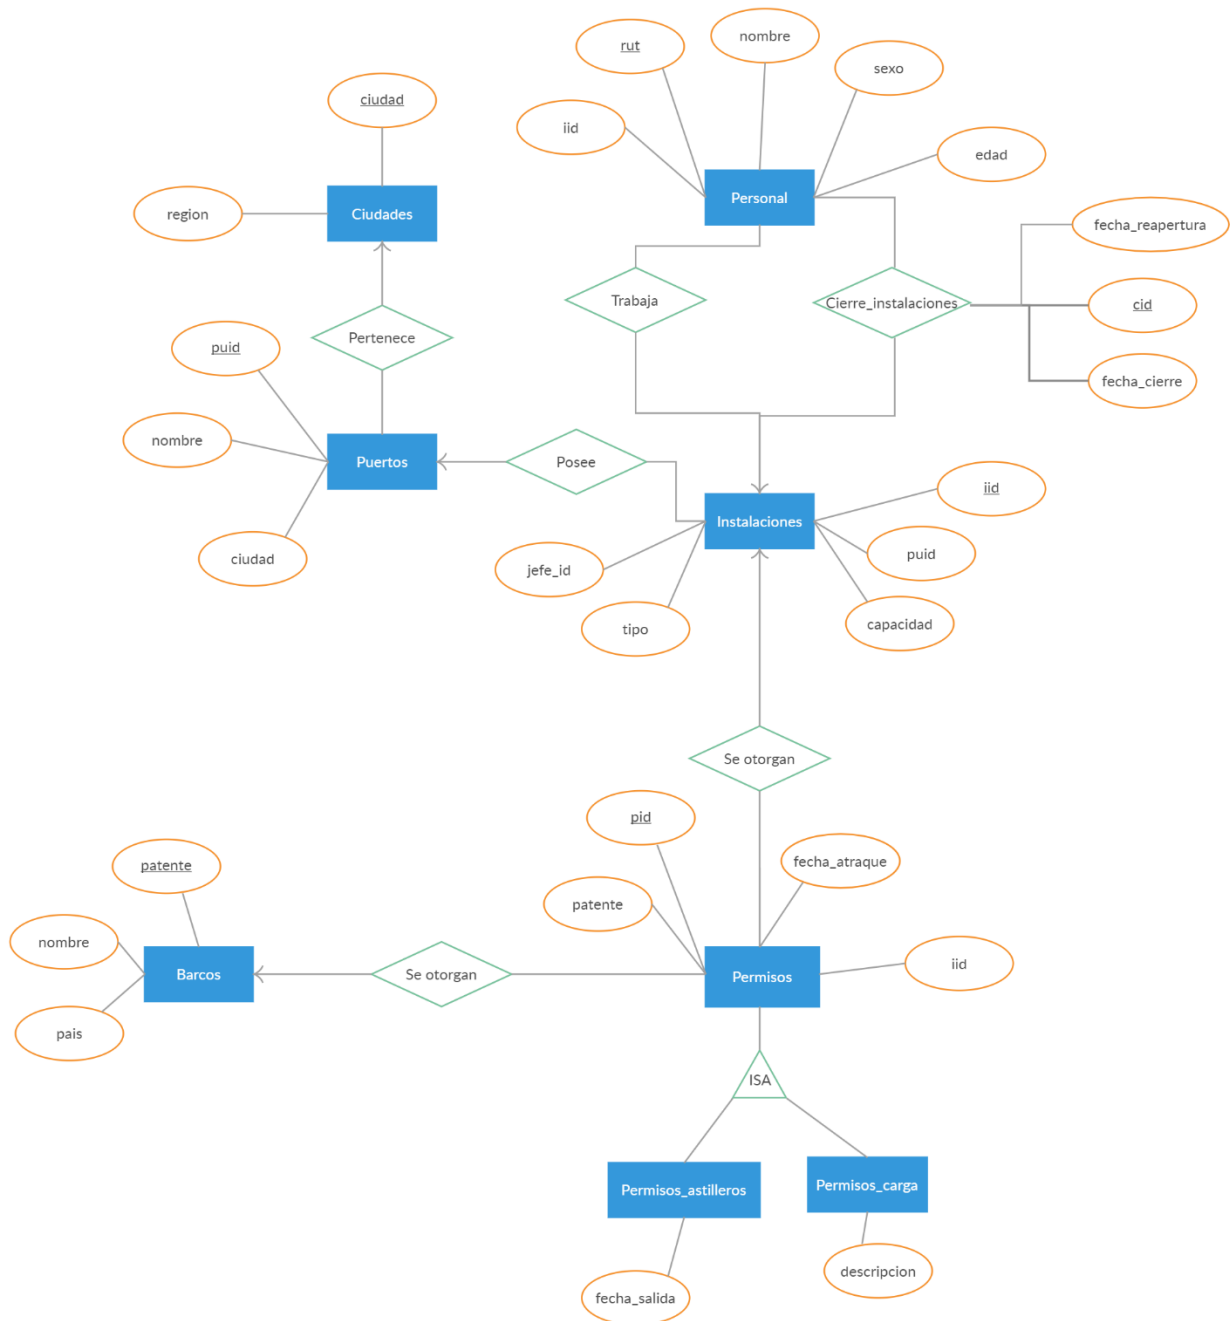 rut
nombre
sexo
ciudad
iid
edad
Personal
region
Ciudades
fecha_reapertura
Trabaja
Cierre_instalaciones
cid
Pertenece
puid
fecha_cierre
nombre
Puertos
Posee
iid
Instalaciones
puid
ciudad
jefe_id
tipo
capacidad
Se otorgan
pid
fecha_atraque
patente
patente
nombre
Barcos
Se otorgan
Permisos
iid
pais
ISA
Permisos_astilleros
Permisos_carga
descripcion
fecha_salida